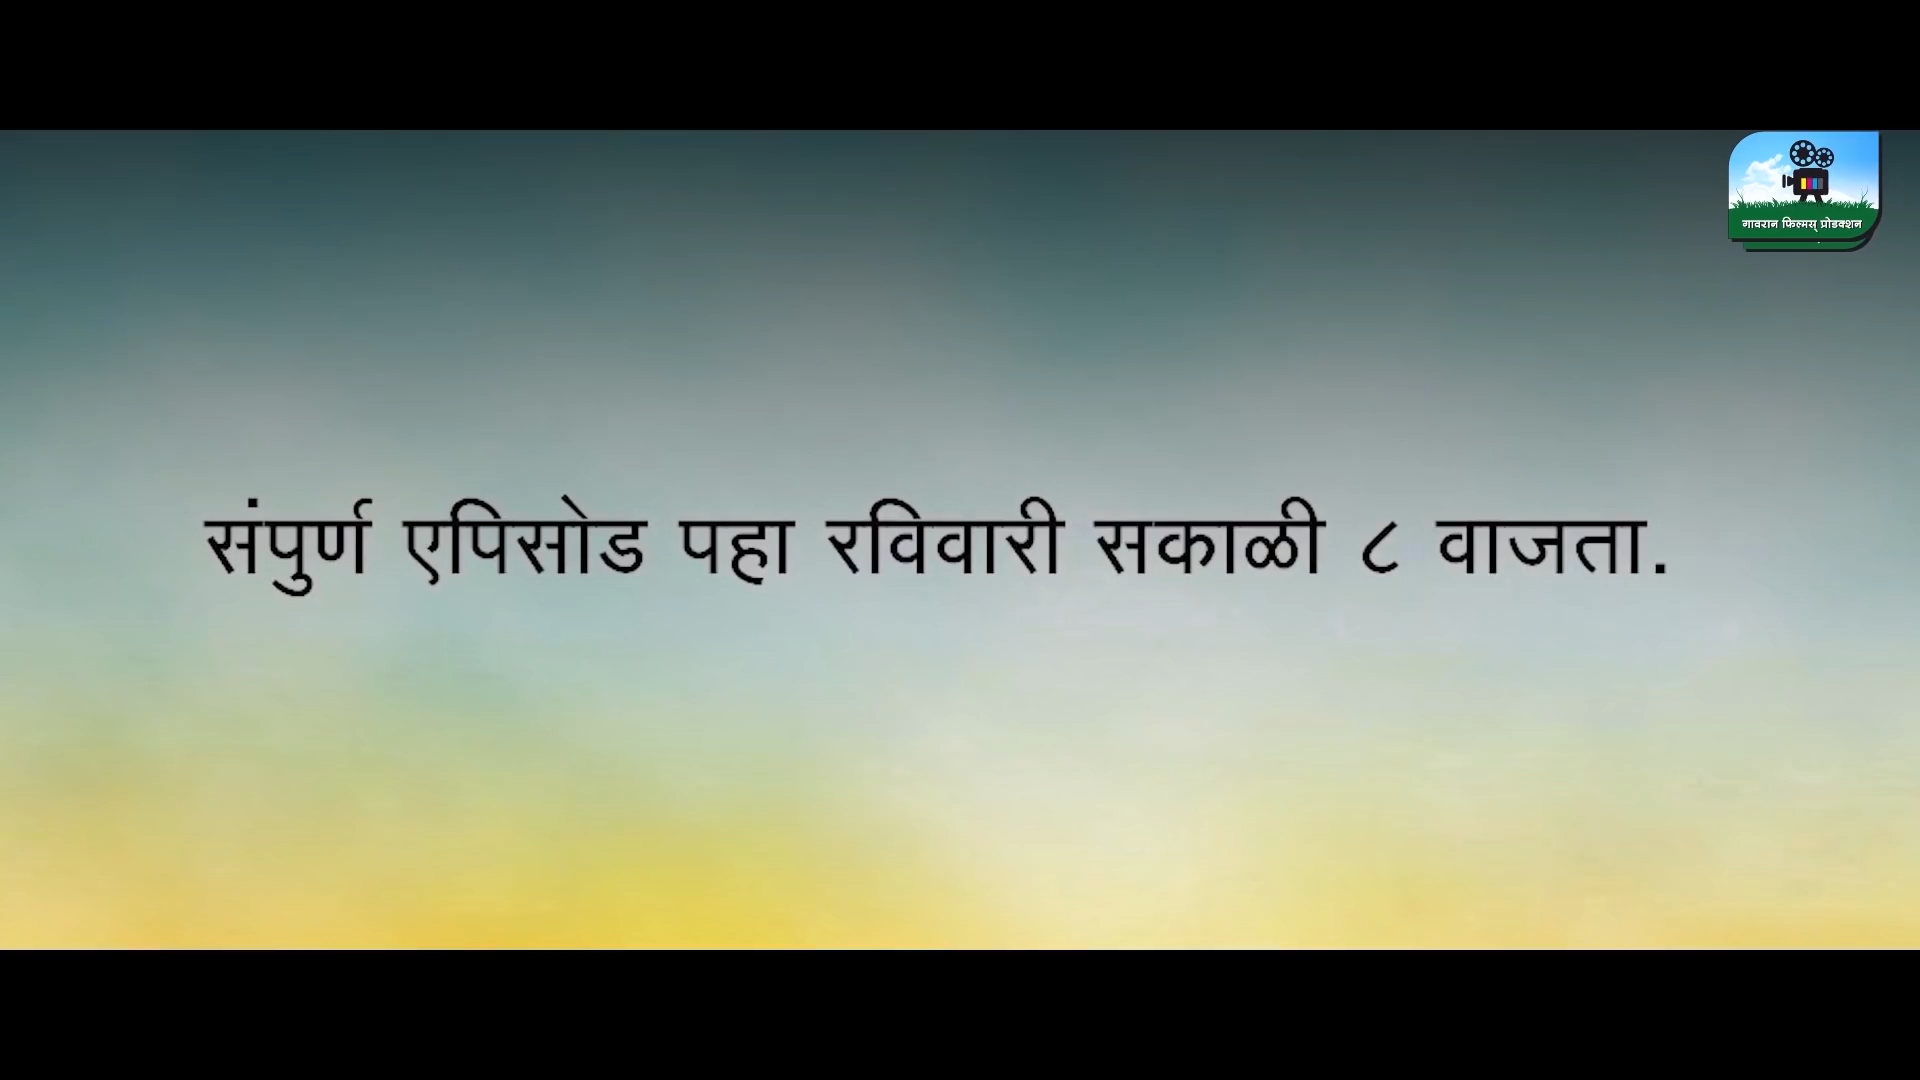 गावरान फिल्मस् प्रोडक्शन
संपुर्ण एपिसोड पहा रविवारी सकाळी ८ वाजता.